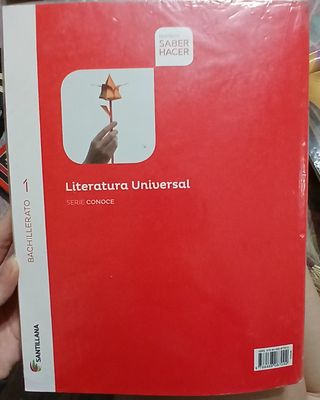 SABER
HACER
Literatura Universal
SERIE CONOCE
BACHILLERATO 1
SANTILLANA